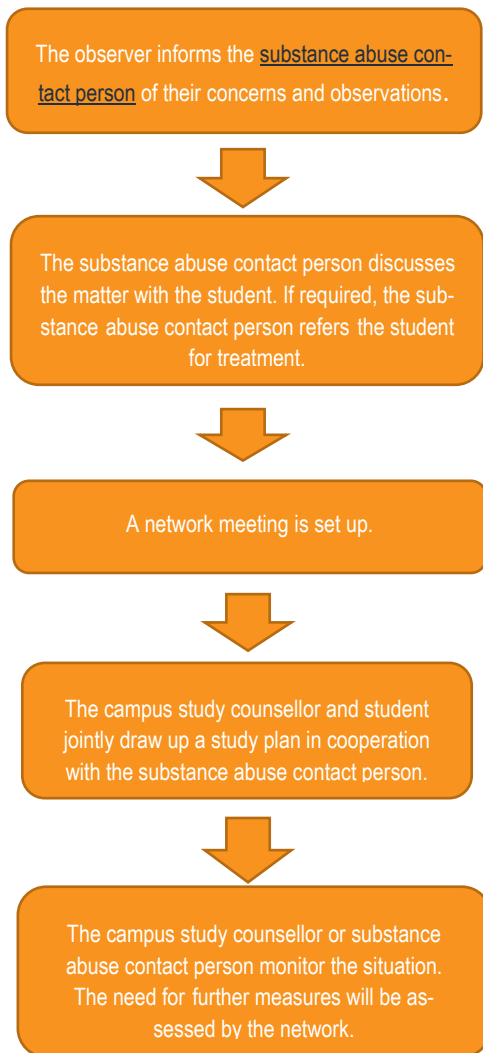 The observer informs the substance abuse con-
tact person of their concerns and observations.
The substance abuse contact person discusses
the matter with the student. If required, the sub-
stance abuse contact person refers the student
for treatment.
A network meeting is set up.
The campus study counsellor and student
jointly draw up a study plan in cooperation
with the substance abuse contact person.
The campus study counsellor or substance
abuse contact person monitor the situation.
The need for further measures will be as-
sessed by the network.